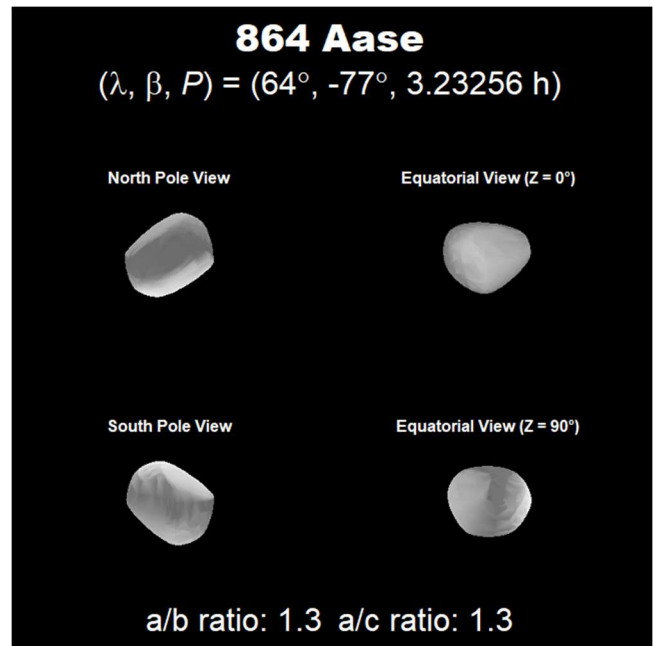 864 Aase
(λ, β, P) = (64°, -77°, 3.23256 h)
North Pole View
Equatorial View (Z = 0°)
South Pole View
Equatorial View (Z = 90°)
a/b ratio: 1.3 a/c ratio: 1.3